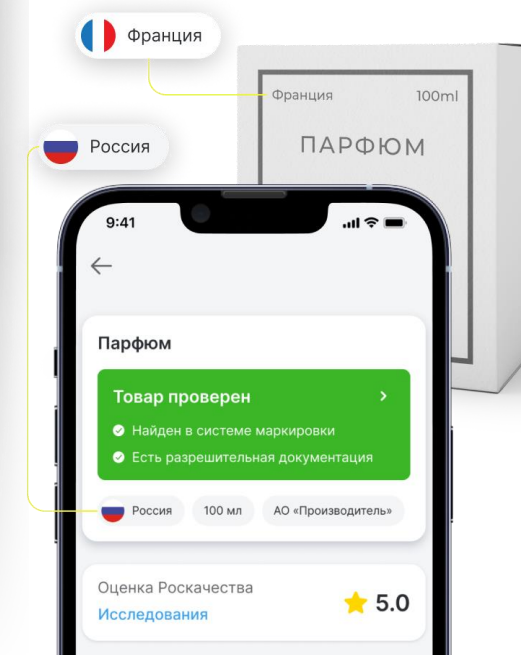 Франция
Франция 100ml
ПАРФЮМ
Россия
9:41
Парфюм
Товар проверен
Найден в системе маркировки
Есть разрешительная документация
Россия 100 мл АО «Производитель»
Оценка Роскачества
Исследования
5.0